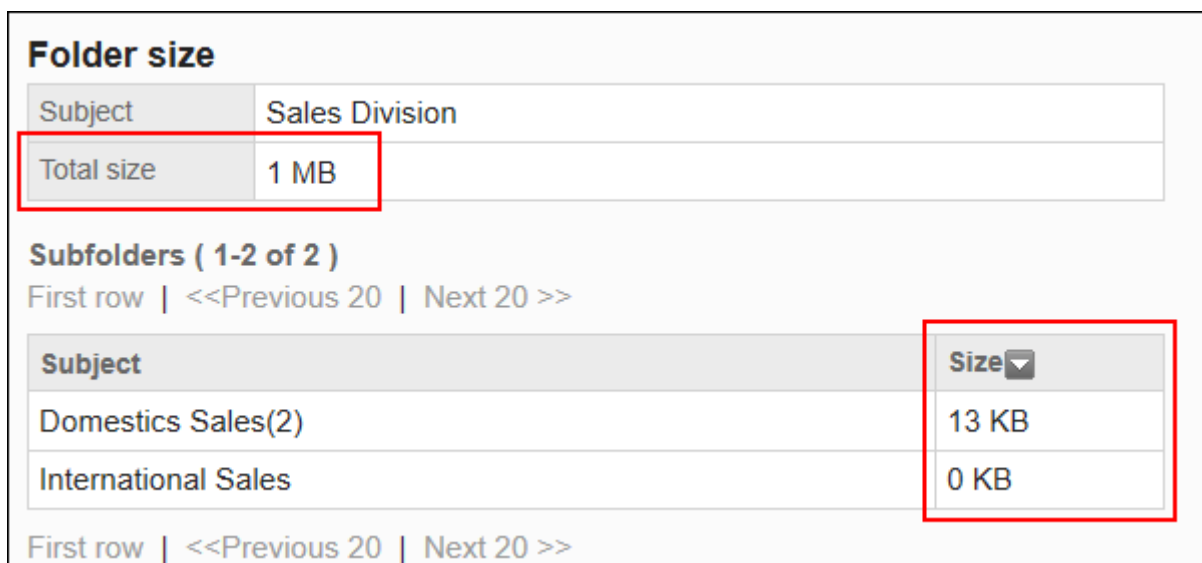 Folder size
Subject Sales Division
Total size 1 MB
Subfolders ( 1-2 of 2 )
First row | <<Previous 20 | Next 20 >>
Subject Size
Domestics Sales(2) 13 KB
International Sales 0 KB
First row | <<Previous 20 | Next 20 >>